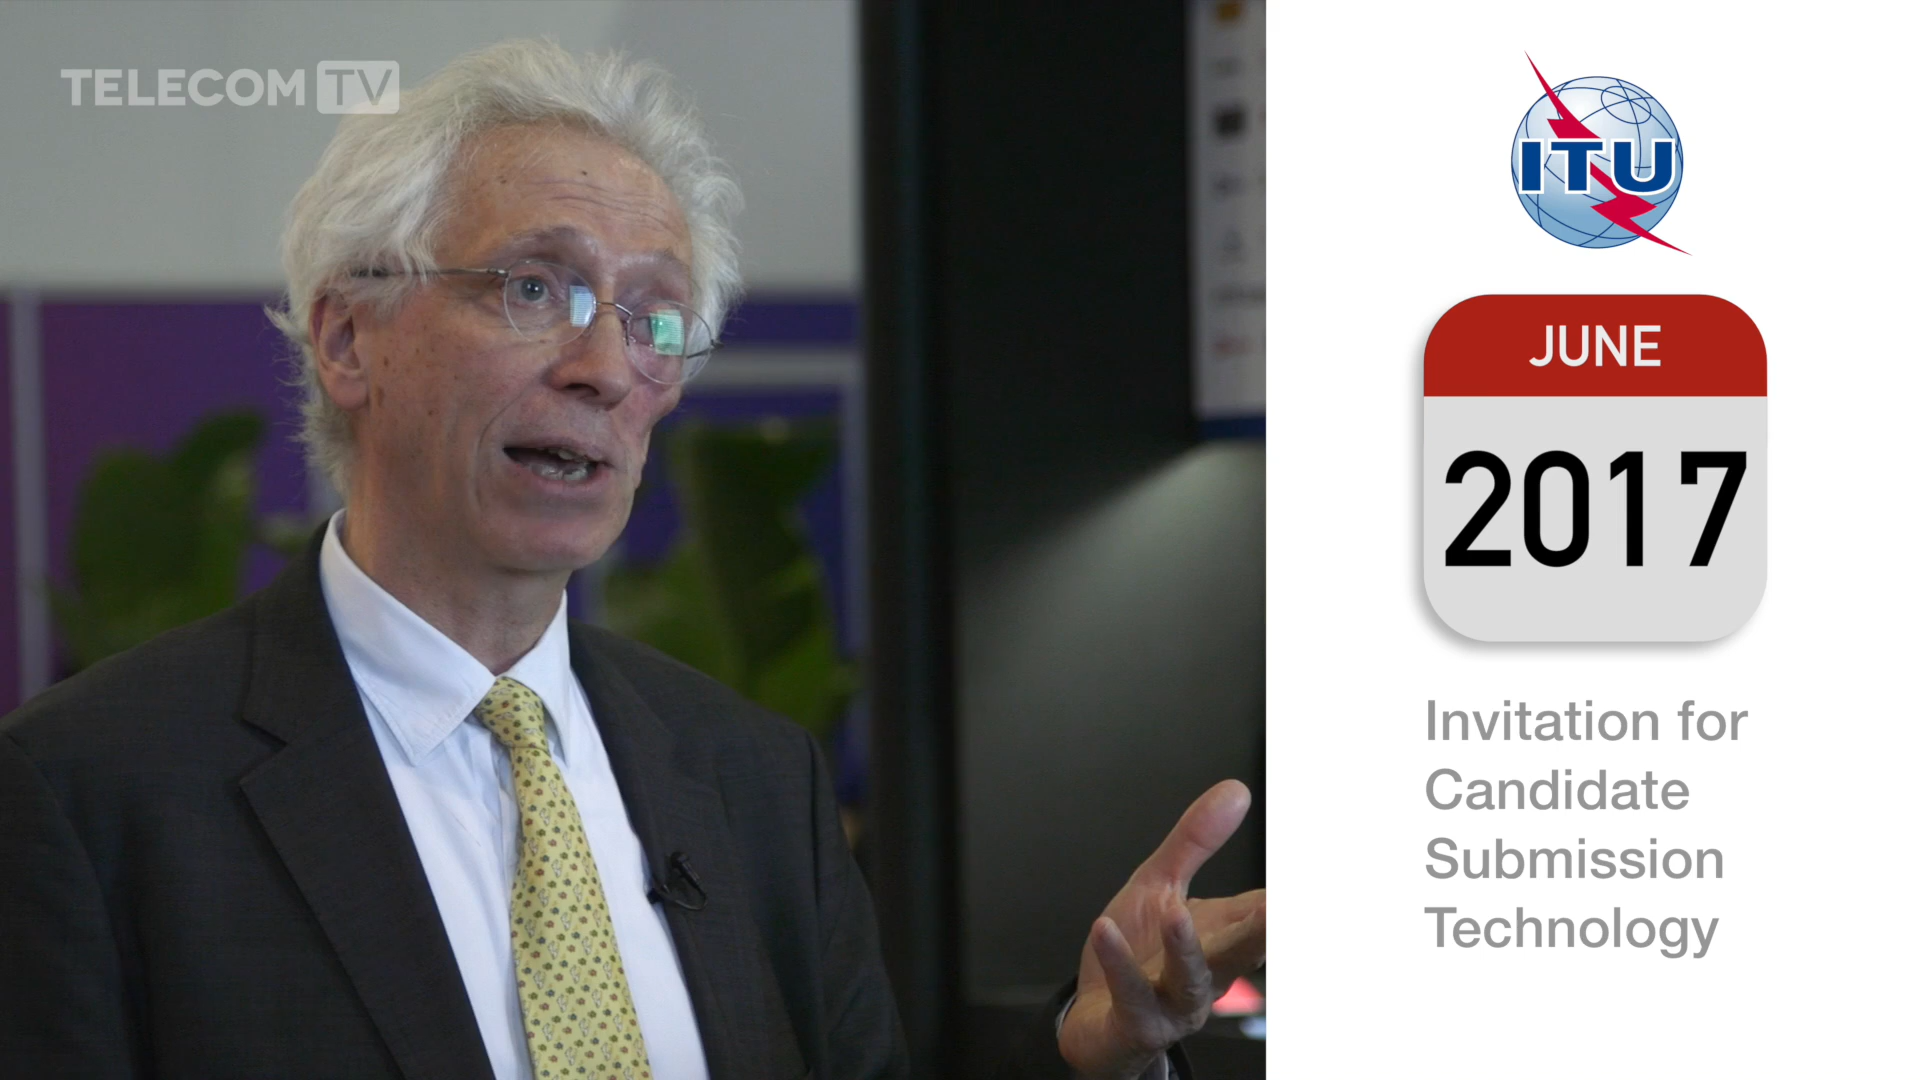 TELECOM TV
ITU
JUNE
2017
Invitation for
Candidate
Submission
Technology